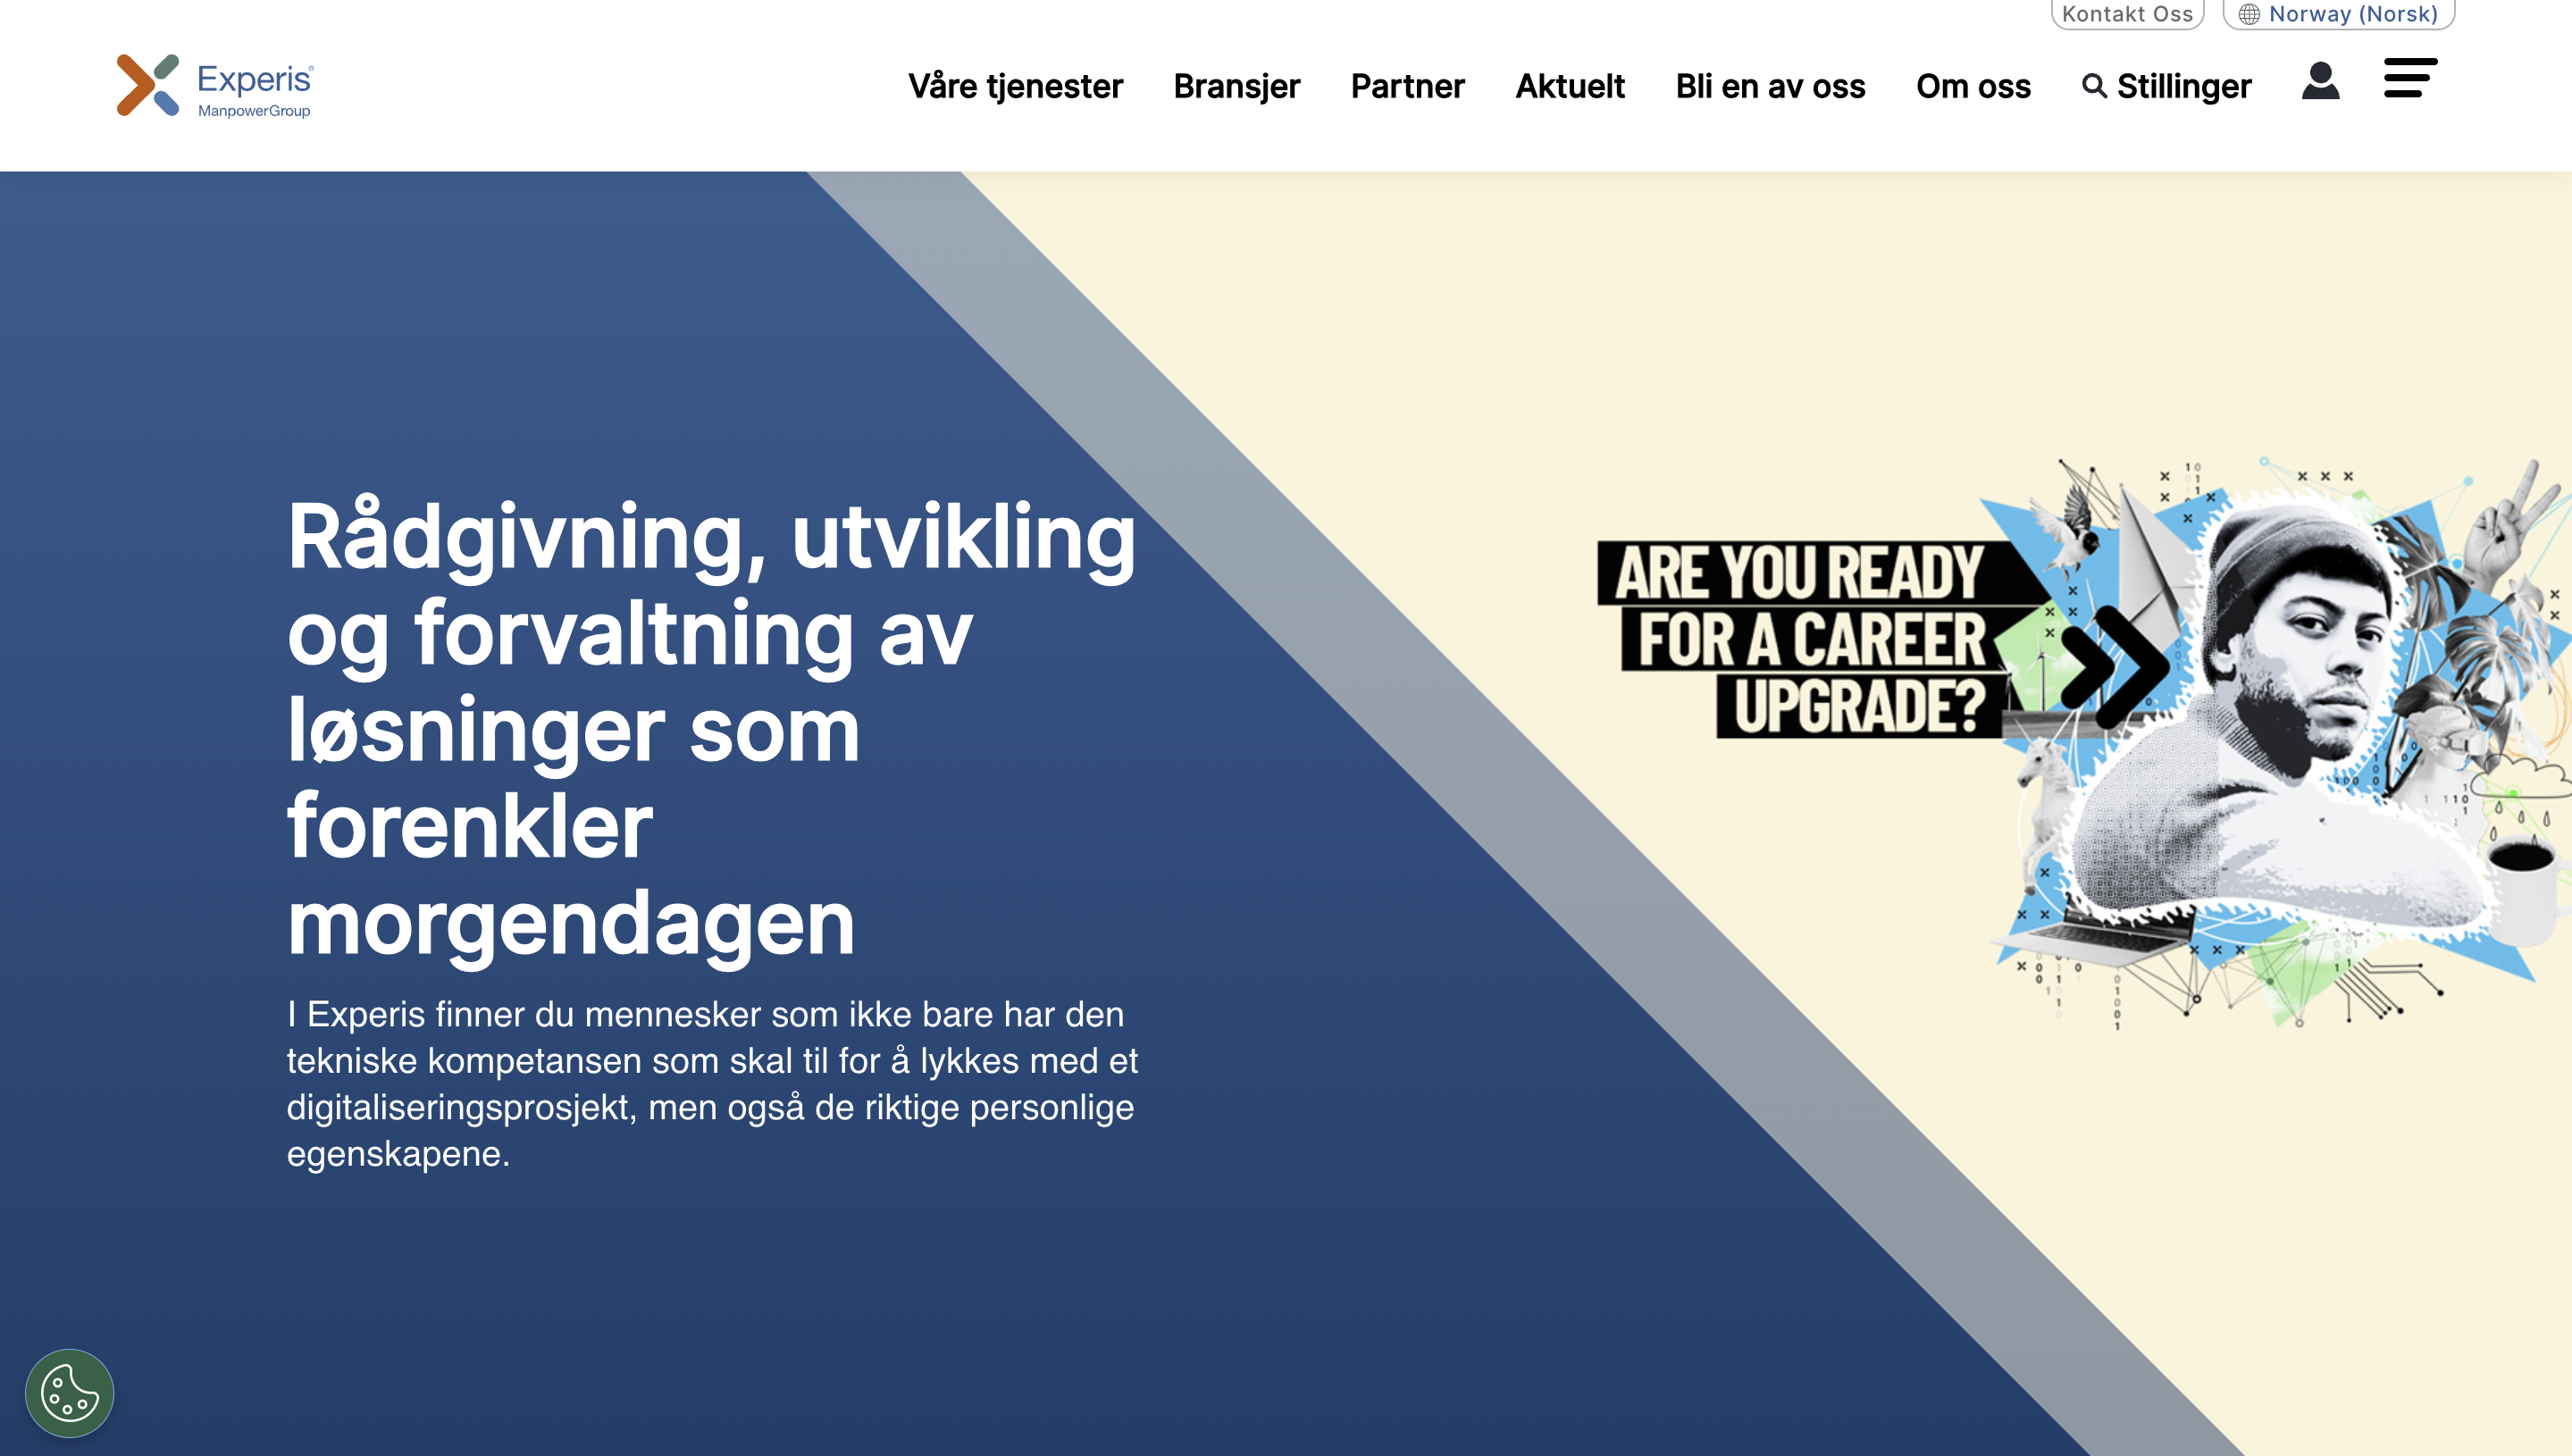 Kontakt Oss
Norway (Norsk)
Experis®
ManpowerGroup
Våre tjenester
Bransjer
Partner
Aktuelt
Bli en av oss
Om oss
Stillinger
Rådgivning, utvikling
og forvaltning av
løsninger som
forenkler
morgendagen
I Experis finner du mennesker som ikke bare har den
tekniske kompetansen som skal til for å lykkes med et
digitaliseringsprosjekt, men også de riktige personlige
egenskapene.
ARE YOU READY
FOR A CAREER
UPGRADE?